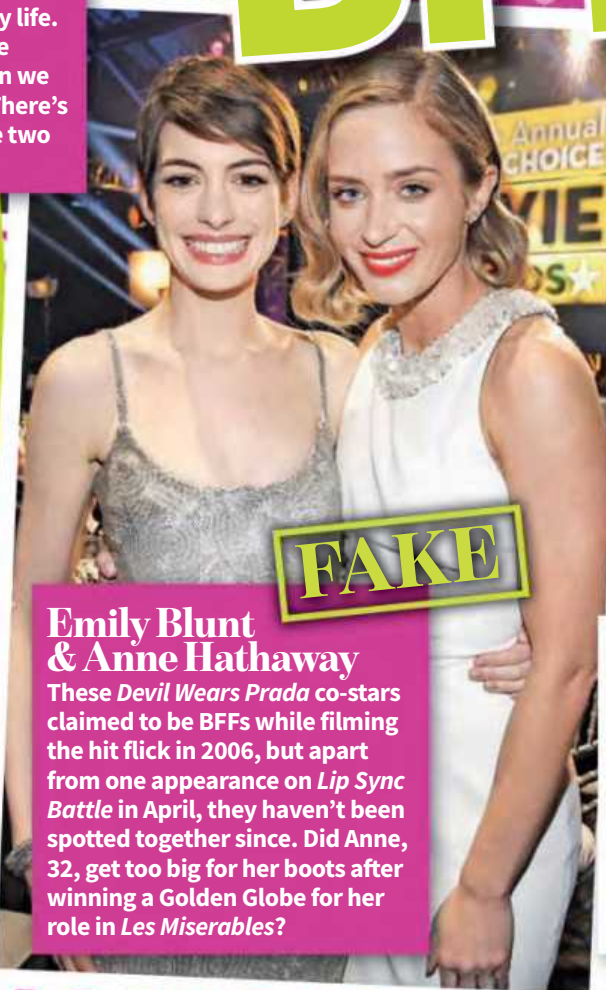 y life.
e
n we
There's
e two
Annual
CHOICE
VIE
DS
FAKE
Emily Blunt
& Anne Hathaway
These Devil Wears Prada co-stars
claimed to be BFFs while filming
the hit flick in 2006, but apart
from one appearance on Lip Sync
Battle in April, they haven't been
spotted together since. Did Anne,
32, get too big for her boots after
winning a Golden Globe for her
role in Les Miserables?